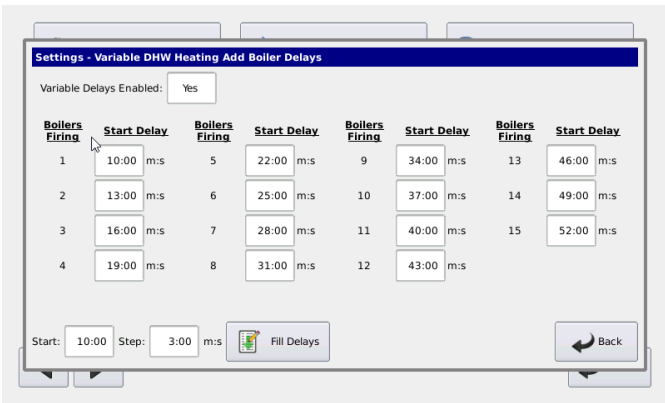 Settings - Variable DHW Heating Add Boiler Delays
Variable Delays Enabled: Yes
Boilers Firing Start Delay Boilers Firing Start Delay Boilers Firing Start Delay Boilers Firing Start Delay
1 10:00 m:s 5 22:00 m:s 9 34:00 m:s 13 46:00 m:s
2 13:00 m:s 6 25:00 m:s 10 37:00 m:s 14 49:00 m:s
3 16:00 m:s 7 28:00 m:s 11 40:00 m:s 15 52:00 m:s
4 19:00 m:s 8 31:00 m:s 12 43:00 m:s
Start: 10:00 Step: 3:00 m:s Fill Delays Back